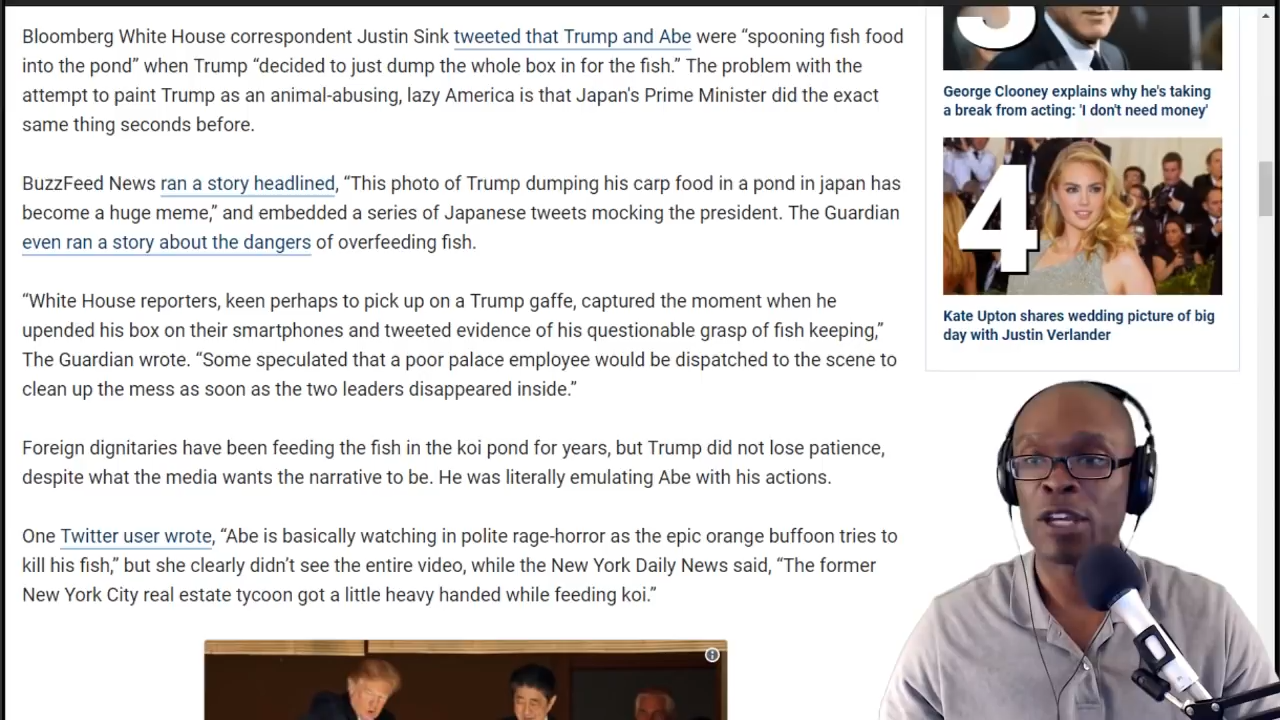 Bloomberg White House correspondent Justin Sink tweeted that Trump and Abe were “spooning fish food
into the pond” when Trump “decided to just dump the whole box in for the fish.” The problem with the
attempt to paint Trump as an animal-abusing, lazy America is that Japan's Prime Minister did the exact
same thing seconds before.
BuzzFeed News ran a story headlined, “This photo of Trump dumping his carp food in a pond in japan has
become a huge meme,” and embedded a series of Japanese tweets mocking the president. The Guardian
even ran a story about the dangers of overfeeding fish.
“White House reporters, keen perhaps to pick up on a Trump gaffe, captured the moment when he
upended his box on their smartphones and tweeted evidence of his questionable grasp of fish keeping,”
The Guardian wrote. “Some speculated that a poor palace employee would be dispatched to the scene to
clean up the mess as soon as the two leaders disappeared inside.”
Foreign dignitaries have been feeding the fish in the koi pond for years, but Trump did not lose patience,
despite what the media wants the narrative to be. He was literally emulating Abe with his actions.
One Twitter user wrote, “Abe is basically watching in polite rage-horror as the epic orange buffoon tries to
kill his fish,” but she clearly didn’t see the entire video, while the New York Daily News said, “The former
New York City real estate tycoon got a little heavy handed while feeding koi.”
3
George Clooney explains why he's taking
a break from acting: 'I don't need money'
4
Kate Upton shares wedding picture of big
day with Justin Verlander